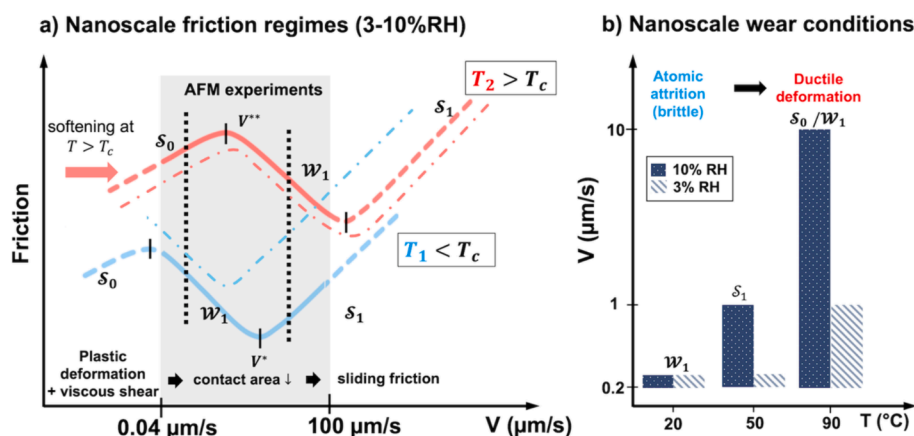 a) Nanoscale friction regimes (3-10%RH)
AFM experiments
T₂ > T_c
softening at
T > T_c
S₀
V**
W₁
S₁
T₁ < T_c
Friction
S₀
W₁
S₁
V*
Plastic
deformation
+ viscous shear
contact area ↓
sliding friction
0.04 µm/s
100 µm/s
V (µm/s)
b) Nanoscale wear conditions
Atomic
attrition
(brittle)
Ductile
deformation
S₀ /W₁
10% RH
3% RH
S₁
W₁
V (µm/s)
10
1
0.2
20
50
90
T (°C)